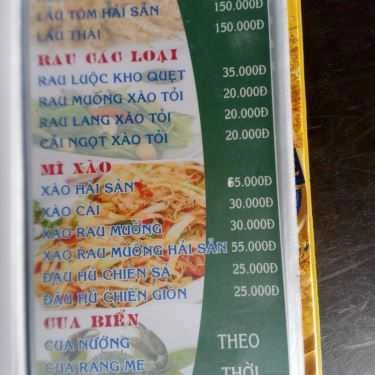 LẨU TÔM HẢI SẢN 150.000Đ
LẨU THÁI 150.000Đ
RAU CÁC LOẠI
RAU LUỘC KHO QUẸT 35.000Đ
RAU MUỐNG XÀO TỎI 20.000Đ
RAU LANG XÀO TỎI 20.000Đ
CẢI NGỌT XÀO TỎI 20.000Đ
MÌ XÀO
XÀO HẢI SẢN 65.000Đ
XÀO CẢI 30.000Đ
XÀO RAU MUỐNG 30.000Đ
XÀO RAU MƯỜNG HẢI SẢN 55.000Đ
ĐẬU HỦ CHIÊN SẢ 25.000Đ
ĐẬU HỦ CHIÊN GIÒN 25.000Đ
CUA BIỂN
CUA NƯỚNG THEO
CUA RANG ME THỜI